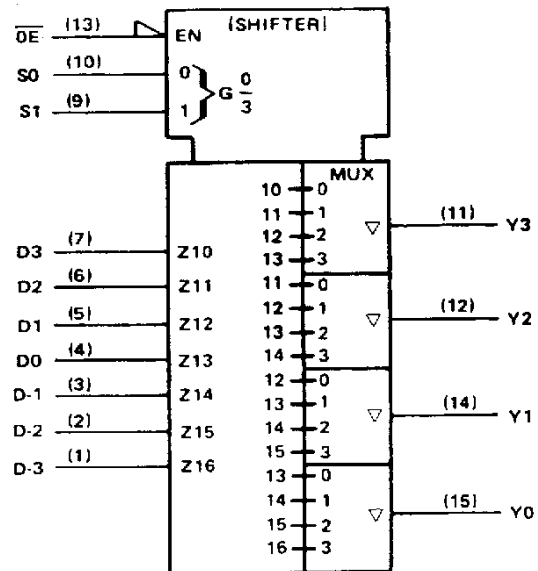 (SHIFTER)
OE (13) EN
S0 (10) 0
S1 (9) 1
G 0/3
MUX
10 0
11 1
12 2
13 3
(11) Y3
D3 (7) Z10
D2 (6) Z11
D1 (5) Z12
D0 (4) Z13
D-1 (3) Z14
D-2 (2) Z15
D-3 (1) Z16
11 0
12 1
13 2
14 3
(12) Y2
12 0
13 1
14 2
15 3
(14) Y1
13 0
14 1
15 2
16 3
(15) Y0